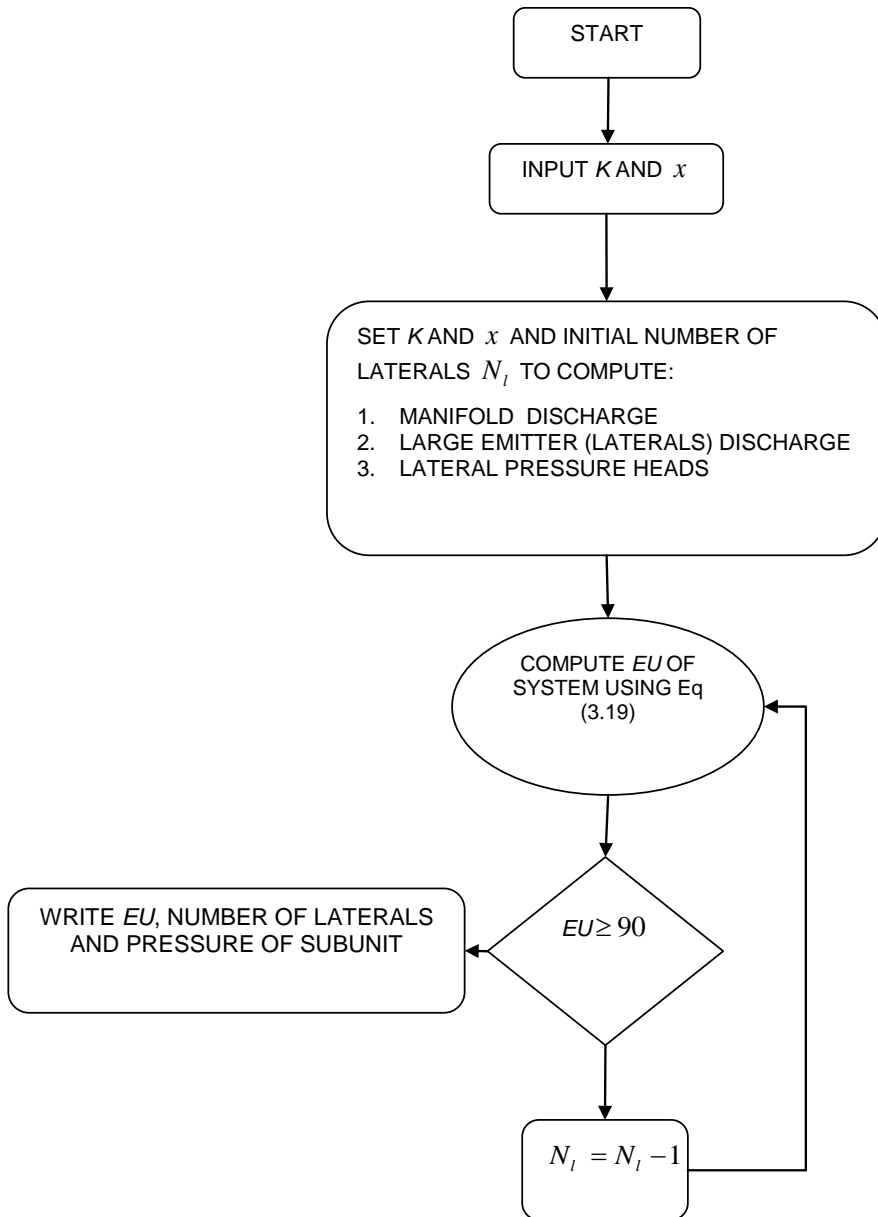 START
INPUT K AND x
SET K AND x AND INITIAL NUMBER OF
LATERALS N_l TO COMPUTE:
1. MANIFOLD DISCHARGE
2. LARGE EMITTER (LATERALS) DISCHARGE
3. LATERAL PRESSURE HEADS
COMPUTE EU OF
SYSTEM USING Eq
(3.19)
EU ≥ 90
WRITE EU, NUMBER OF LATERALS
AND PRESSURE OF SUBUNIT
N_l = N_l − 1